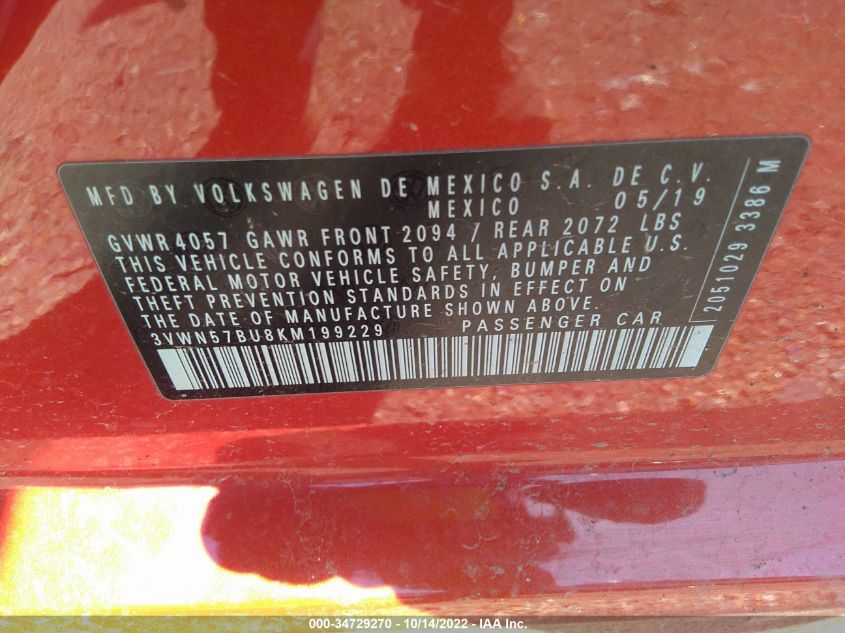 MFD BY VOLKSWAGEN DE MEXICO S.A. DE C.V.
MEXICO 05/19
GVWR 4057 GAWR FRONT 2094 / REAR 2072 LBS
THIS VEHICLE CONFORMS TO ALL APPLICABLE U.S.
FEDERAL MOTOR VEHICLE SAFETY, BUMPER AND
THEFT PREVENTION STANDARDS IN EFFECT ON
THE DATE OF MANUFACTURE SHOWN ABOVE.
3VWN57BU8KM199229 PASSENGER CAR
2051029 3386 M
000-34729270 - 10/14/2022 - IAA Inc.